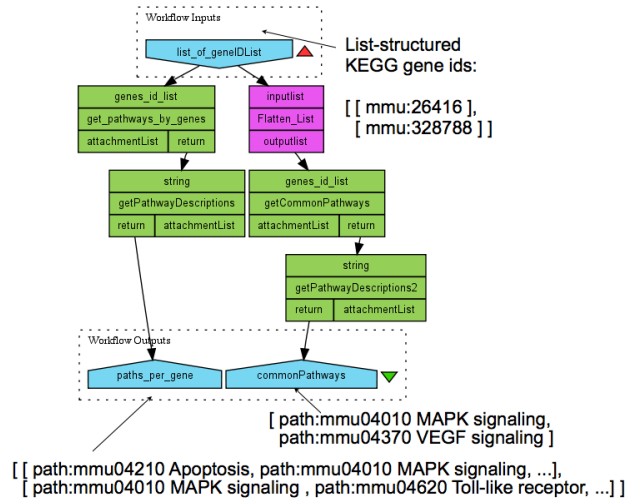 Workflow Inputs
list_of_geneIDList
List-structured
KEGG gene ids:
[ [ mmu:26416 ],
[ mmu:328788 ] ]
genes_id_list
get_pathways_by_genes
attachmentList return
inputlist
Flatten_List
outputlist
string
getPathwayDescriptions
return attachmentList
genes_id_list
getCommonPathways
attachmentList return
string
getPathwayDescriptions2
return attachmentList
Workflow Outputs
paths_per_gene
commonPathways
[ path:mmu04010 MAPK signaling,
path:mmu04370 VEGF signaling ]
[ [ path:mmu04210 Apoptosis, path:mmu04010 MAPK signaling, ...],
[ path:mmu04010 MAPK signaling , path:mmu04620 Toll-like receptor, ...] ]